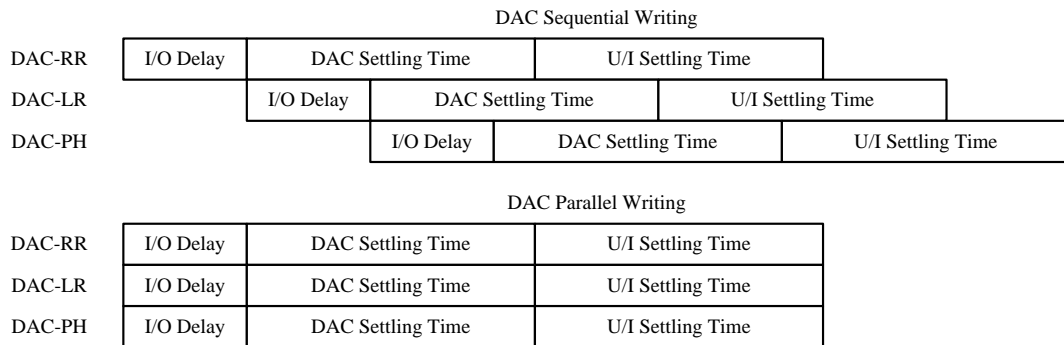 DAC Sequential Writing
DAC-RR I/O Delay DAC Settling Time U/I Settling Time
DAC-LR I/O Delay DAC Settling Time U/I Settling Time
DAC-PH I/O Delay DAC Settling Time U/I Settling Time
DAC Parallel Writing
DAC-RR I/O Delay DAC Settling Time U/I Settling Time
DAC-LR I/O Delay DAC Settling Time U/I Settling Time
DAC-PH I/O Delay DAC Settling Time U/I Settling Time